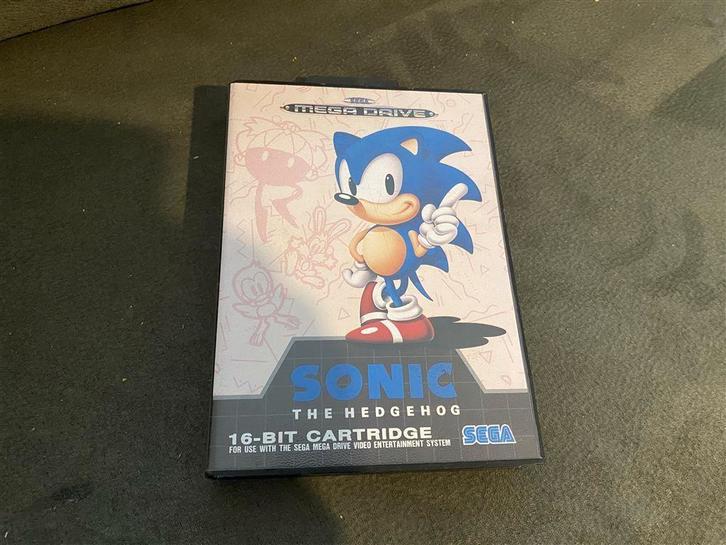 SEGA
MEGA DRIVE
SONIC
THE HEDGEHOG
16-BIT CARTRIDGE
FOR USE WITH THE SEGA MEGA DRIVE VIDEO ENTERTAINMENT SYSTEM
SEGA